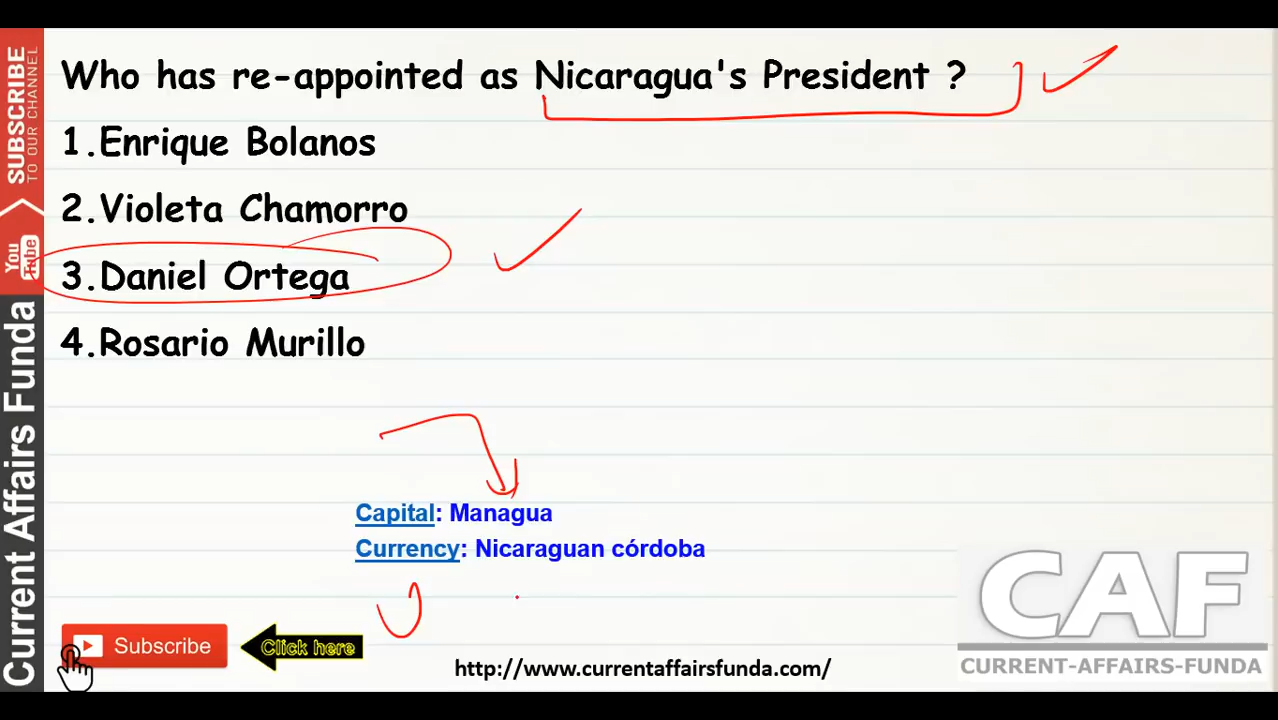 Who has re-appointed as Nicaragua's President ?
1.Enrique Bolanos
2.Violeta Chamorro
3.Daniel Ortega
4.Rosario Murillo
Capital: Managua
Currency: Nicaraguan córdoba
Subscribe
Click here
http://www.currentaffairsfunda.com/
CAF
CURRENT-AFFAIRS-FUNDA
SUBSCRIBE
TO OUR CHANNEL
You
Tube
Current Affairs Funda